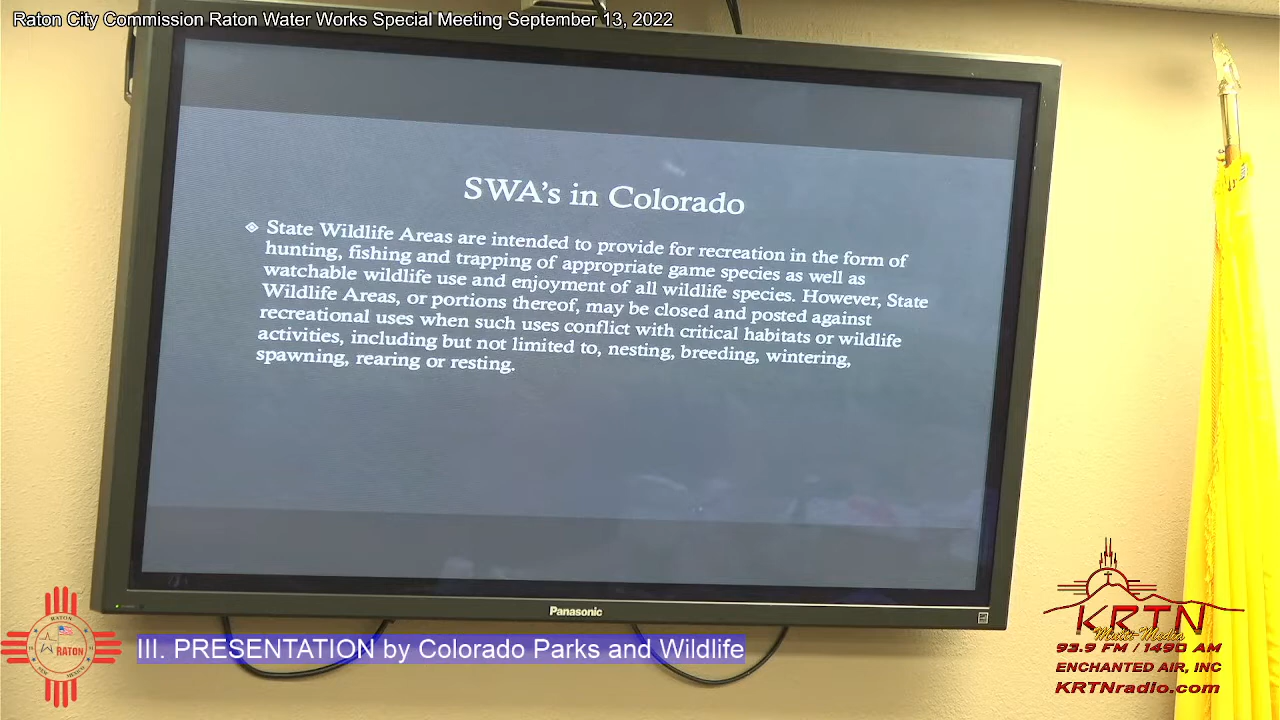 Raton City Commission Raton Water Works Special Meeting September 13, 2022
SWA's in Colorado
State Wildlife Areas are intended to provide for recreation in the form of
hunting, fishing and trapping of appropriate game species as well as
watchable wildlife use and enjoyment of all wildlife species. However, State
Wildlife Areas, or portions thereof, may be closed and posted against
recreational uses when such uses conflict with critical habitats or wildlife
activities, including but not limited to, nesting, breeding, wintering,
spawning, rearing or resting.
Panasonic
RATON
RATON
NEW MEXICO
III. PRESENTATION by Colorado Parks and Wildlife
KRTN
Multi-Media
93.9 FM / 1490 AM
ENCHANTED AIR, INC
KRTNradio.com